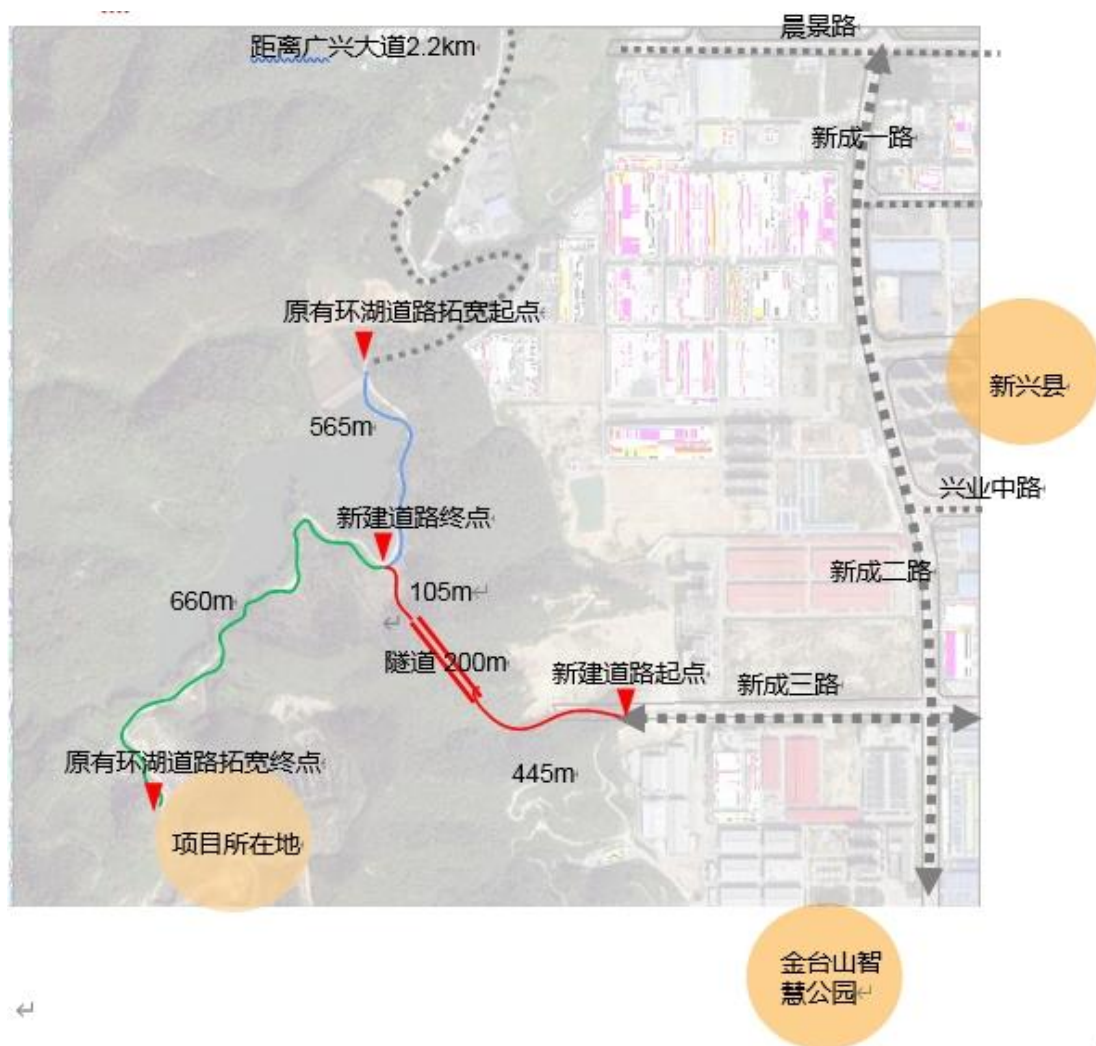 晨景路
距离广兴大道2.2km
新成一路
原有环湖道路拓宽起点
新兴县
565m
兴业中路
新建道路终点
新成二路
660m
105m
隧道 200m
新建道路起点
新成三路
原有环湖道路拓宽终点
445m
项目所在地
金台山智
慧公园